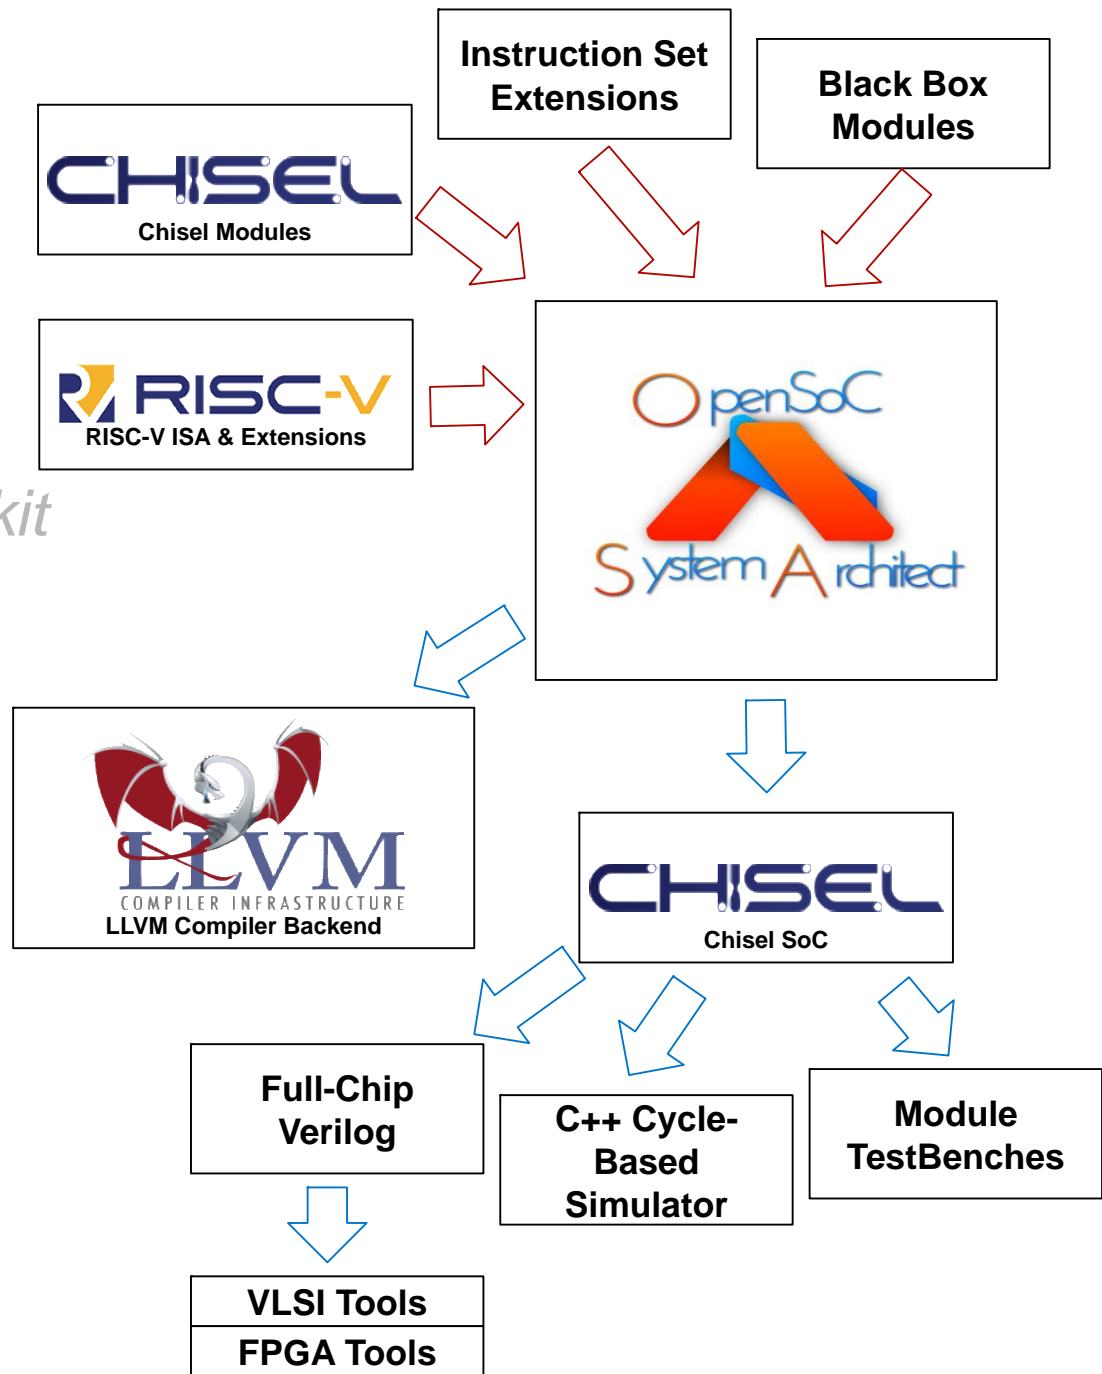 Instruction Set
Extensions
Black Box
Modules
CHISEL
Chisel Modules
RISC-V
RISC-V ISA & Extensions
kit
OpenSoC
System Architect
LLVM
COMPILER INFRASTRUCTURE
LLVM Compiler Backend
CHISEL
Chisel SoC
Full-Chip
Verilog
C++ Cycle-
Based
Simulator
Module
TestBenches
VLSI Tools
FPGA Tools